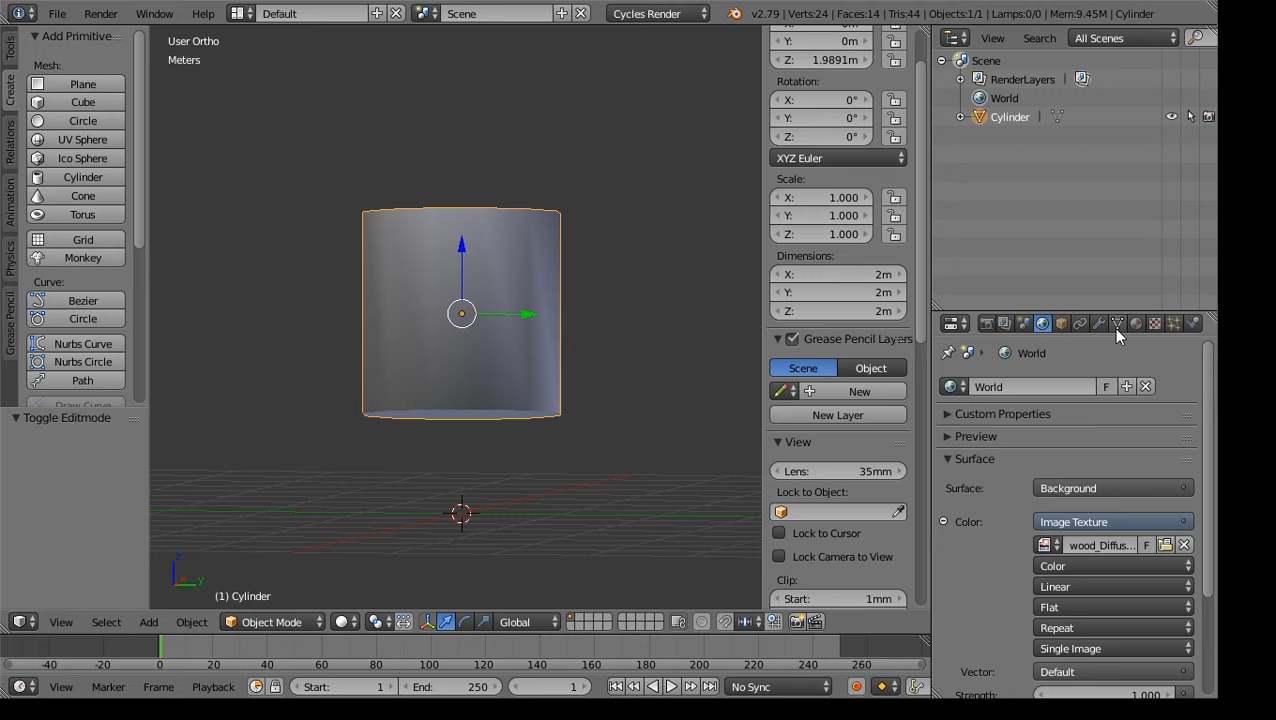 File Render Window Help Default Scene Cycles Render v2.79 | Verts:24 | Faces:14 | Tris:44 | Objects:1/1 | Lamps:0/0 | Mem:9.45M | Cylinder
Tools
Create
Relations
Animation
Physics
Grease Pencil
Add Primitive
Mesh:
Plane
Cube
Circle
UV Sphere
Ico Sphere
Cylinder
Cone
Torus
Grid
Monkey
Curve:
Bezier
Circle
Nurbs Curve
Nurbs Circle
Path
Draw Curve
Toggle Editmode
User Ortho
Meters
z
y
(1) Cylinder
Y: 0m
Z: 1.9891m
Rotation:
X: 0°
Y: 0°
Z: 0°
XYZ Euler
Scale:
X: 1.000
Y: 1.000
Z: 1.000
Dimensions:
X: 2m
Y: 2m
Z: 2m
Grease Pencil Layers
Scene Object
New
New Layer
View
Lens: 35mm
Lock to Object:
Lock to Cursor
Lock Camera to View
Clip:
Start: 1mm
View Select Add Object Object Mode Global
-40 -20 0 20 40 60 80 100 120 140 160 180 200 220 240 260
View Marker Frame Playback Start: 1 End: 250 1 No Sync
View Search All Scenes
Scene
RenderLayers |
World
Cylinder |
World
World F
Custom Properties
Preview
Surface
Surface: Background
Color: Image Texture
wood_Diffus... F
Color
Linear
Flat
Repeat
Single Image
Vector: Default
Strength: 1.000